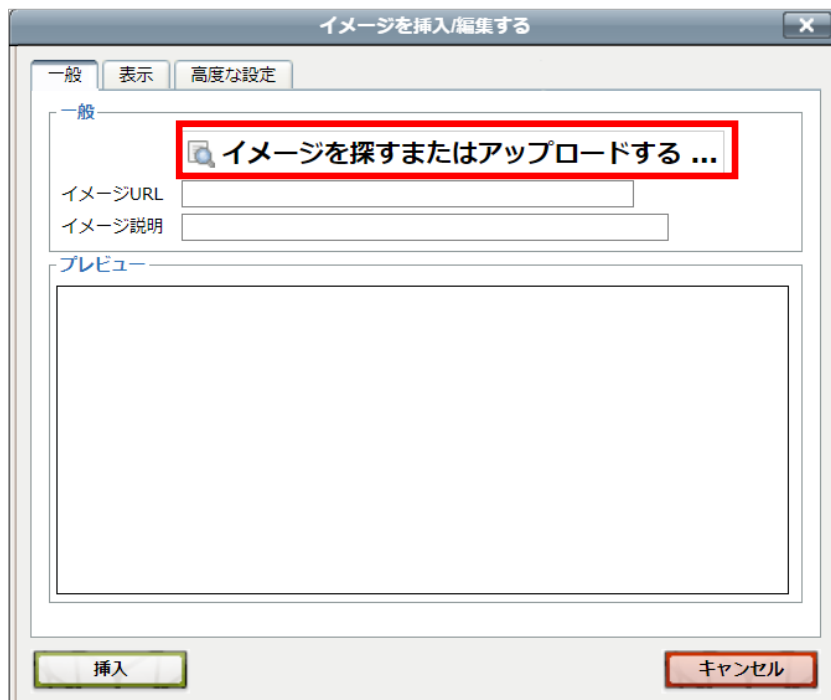 イメージを挿入/編集する
一般 表示 高度な設定
一般
イメージを探すまたはアップロードする ...
イメージURL
イメージ説明
プレビュー
挿入 キャンセル